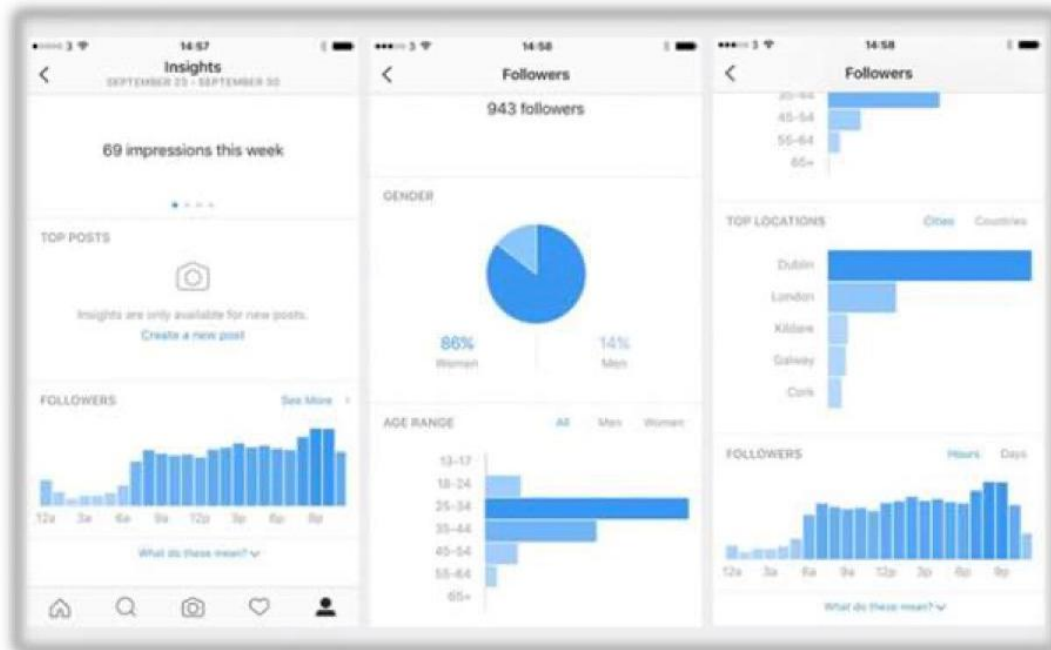 3 14:57
Insights
SEPTEMBER 23 - SEPTEMBER 30
69 impressions this week
TOP POSTS
Insights are only available for new posts.
Create a new post
FOLLOWERS See More
12a 3a 6a 9a 12p 3p 6p 9p
What do these mean?
3 14:58
Followers
943 followers
GENDER
86% 14%
Women Men
AGE RANGE All Men Women
13-17
18-24
25-34
35-44
45-54
55-64
65+
3 14:58
Followers
35-44
45-54
55-64
65+
TOP LOCATIONS Cities Countries
Dublin
London
Kildare
Galway
Cork
FOLLOWERS Hours Days
12a 3a 6a 9a 12p 3p 6p 9p
What do these mean?